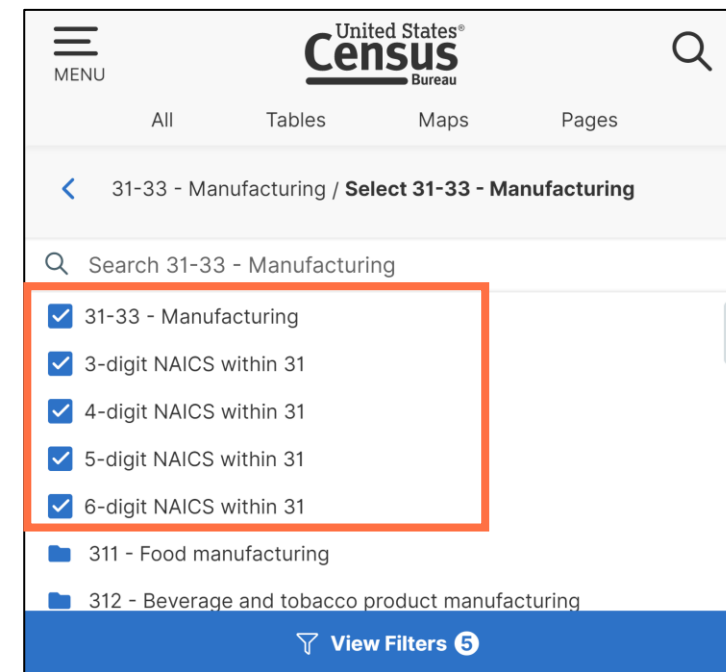 United States®
Census
Bureau
MENU
All Tables Maps Pages
31-33 - Manufacturing / Select 31-33 - Manufacturing
Search 31-33 - Manufacturing
31-33 - Manufacturing
3-digit NAICS within 31
4-digit NAICS within 31
5-digit NAICS within 31
6-digit NAICS within 31
311 - Food manufacturing
312 - Beverage and tobacco product manufacturing
View Filters 5